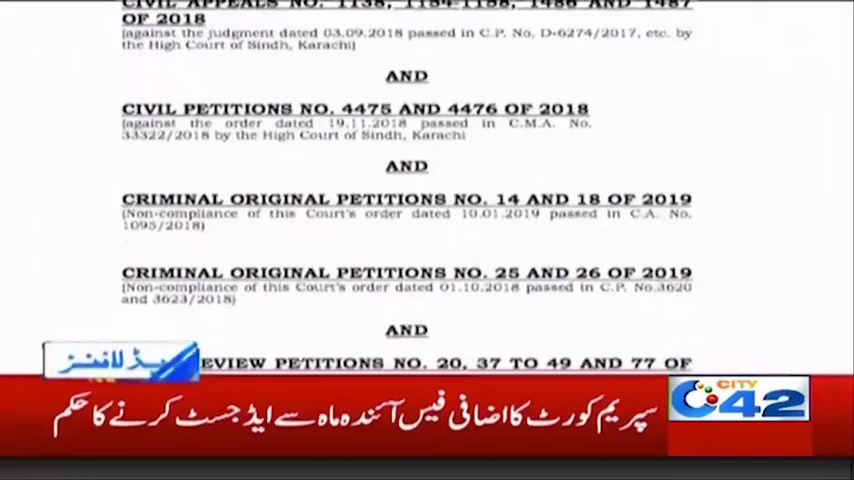 CIVIL APPEALS NO. 1138, 1154-1158, 1486 AND 1487
OF 2018
(against the judgment dated 03.09.2018 passed in C.P. No, D-6274/2017, etc. by
the High Court of Sindh, Karachi)
AND
CIVIL PETITIONS NO. 4475 AND 4476 OF 2018
(against the order dated 19.11.2018 passed in C.M.A. No.
33322/2018 by the High Court of Sindh, Karachi
AND
CRIMINAL ORIGINAL PETITIONS NO. 14 AND 18 OF 2019
(Non-compliance of this Court's order dated 10.01.2019 passed in C.A. No.
1095/2018)
CRIMINAL ORIGINAL PETITIONS NO. 25 AND 26 OF 2019
(Non-compliance of this Court's order dated 01.10.2018 passed in C.P. No.3620
and 3623/2018)
AND
EVIEW PETITIONS NO. 20, 37 TO 49 AND 77 OF
ہیڈلائنز
سپریم کورٹ کا اضافی فیس آئندہ ماہ سے ایڈجسٹ کرنے کا حکم
CITY
42